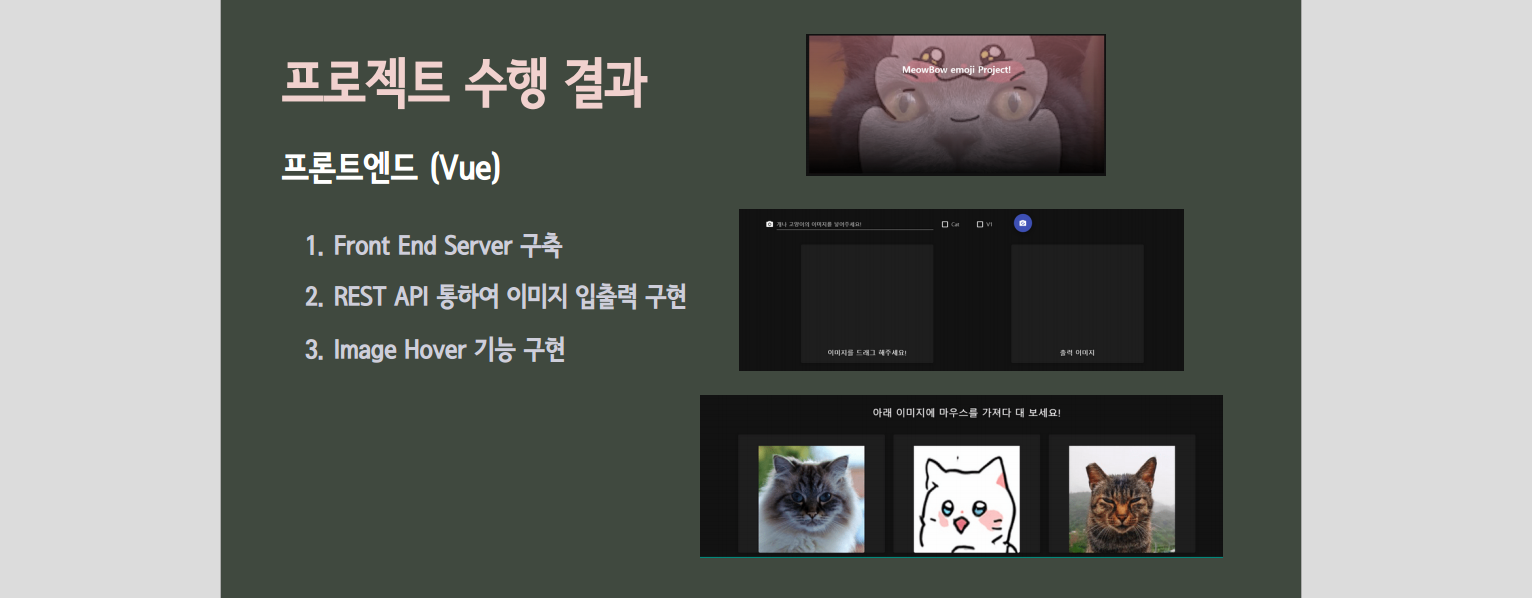 프로젝트 수행 결과
프론트엔드 (Vue)
1. Front End Server 구축
2. REST API 통하여 이미지 입출력 구현
3. Image Hover 기능 구현
MeowBow emoji Project!
개나 고양이의 이미지를 넣어주세요!
Cat
V1
이미지를 드래그 해주세요!
출력 이미지
아래 이미지에 마우스를 가져다 대 보세요!